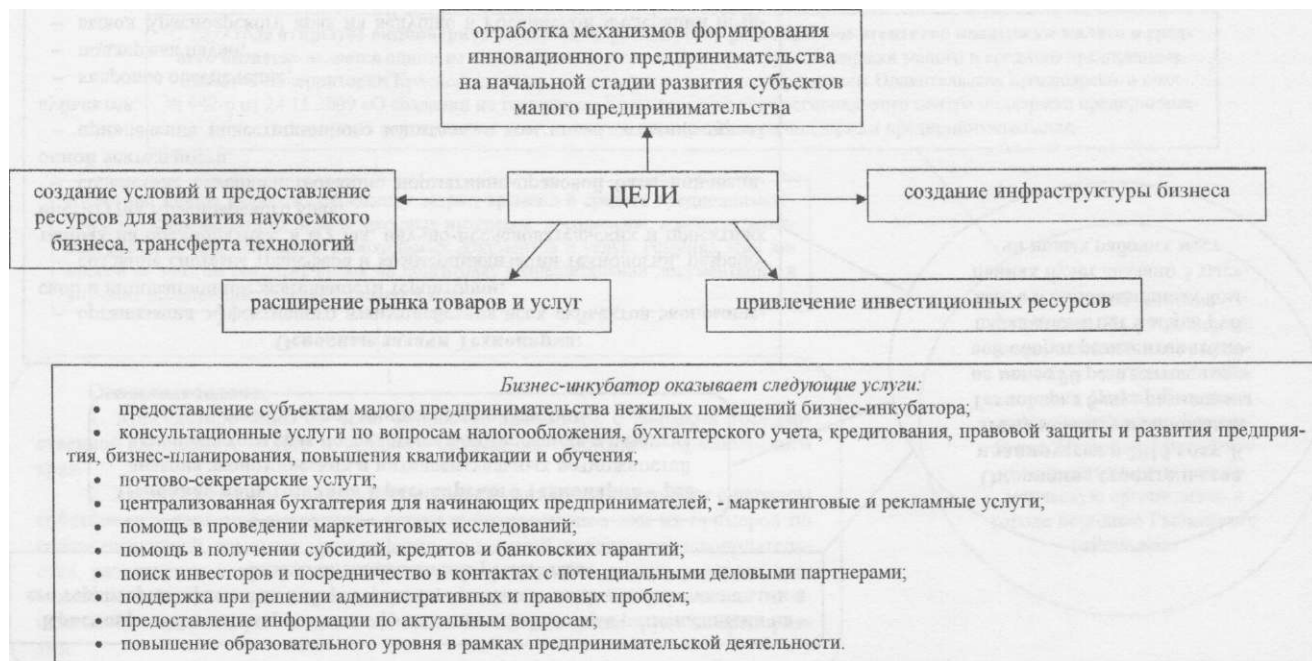 отработка механизмов формирования
инновационного предпринимательства
на начальной стадии развития субъектов
малого предпринимательства
создание условий и предоставление
ресурсов для развития наукоемкого
бизнеса, трансферта технологий
ЦЕЛИ
создание инфраструктуры бизнеса
расширение рынка товаров и услуг
привлечение инвестиционных ресурсов
Бизнес-инкубатор оказывает следующие услуги:
• предоставление субъектам малого предпринимательства нежилых помещений бизнес-инкубатора;
• консультационные услуги по вопросам налогообложения, бухгалтерского учета, кредитования, правовой защиты и развития предприя-
тия, бизнес-планирования, повышения квалификации и обучения;
• почтово-секретарские услуги;
• централизованная бухгалтерия для начинающих предпринимателей; - маркетинговые и рекламные услуги;
• помощь в проведении прикладных исследований;
• помощь в получении субсидий, кредитов и банковских гарантий;
• поиск инвесторов и посредничество в контактах с потенциальными деловыми партнерами;
• поддержка при решении административных и правовых проблем;
• предоставление информации по актуальным вопросам;
• повышение образовательного уровня в рамках предпринимательской деятельности.